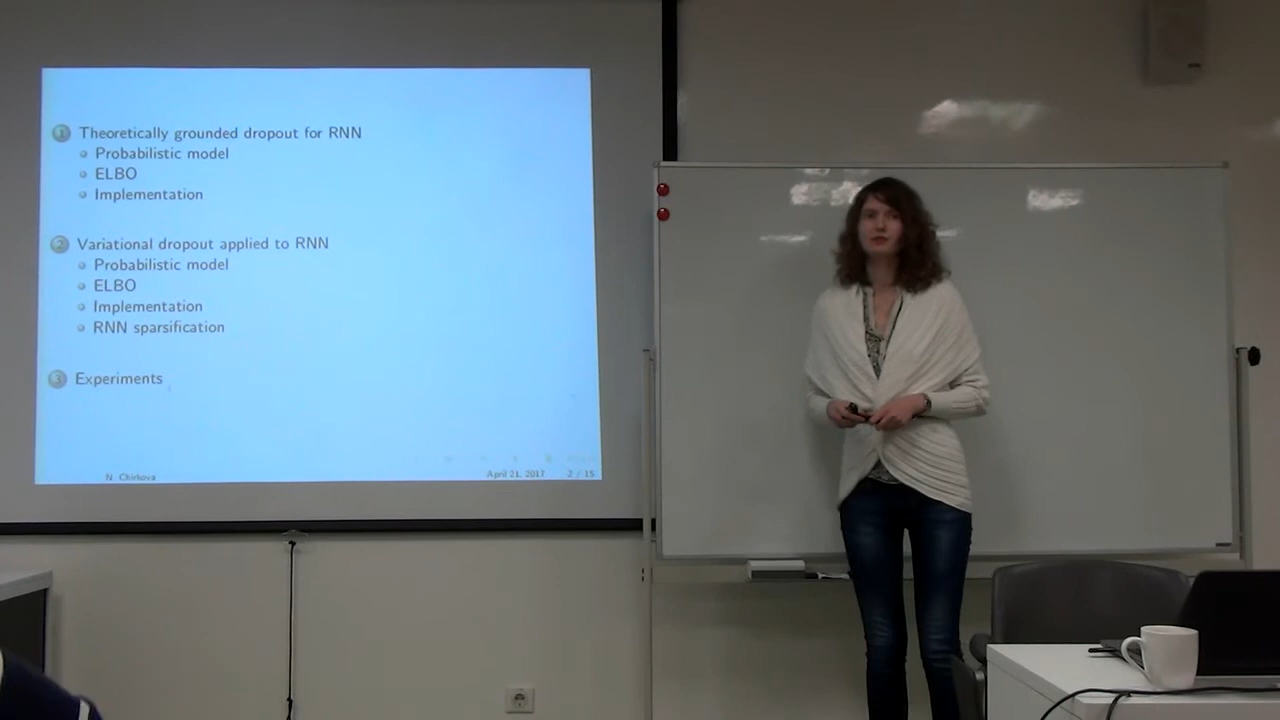 1 Theoretically grounded dropout for RNN
Probabilistic model
ELBO
Implementation
2 Variational dropout applied to RNN
Probabilistic model
ELBO
Implementation
RNN sparsification
3 Experiments
N. Chirkova April 21, 2017 2 / 15